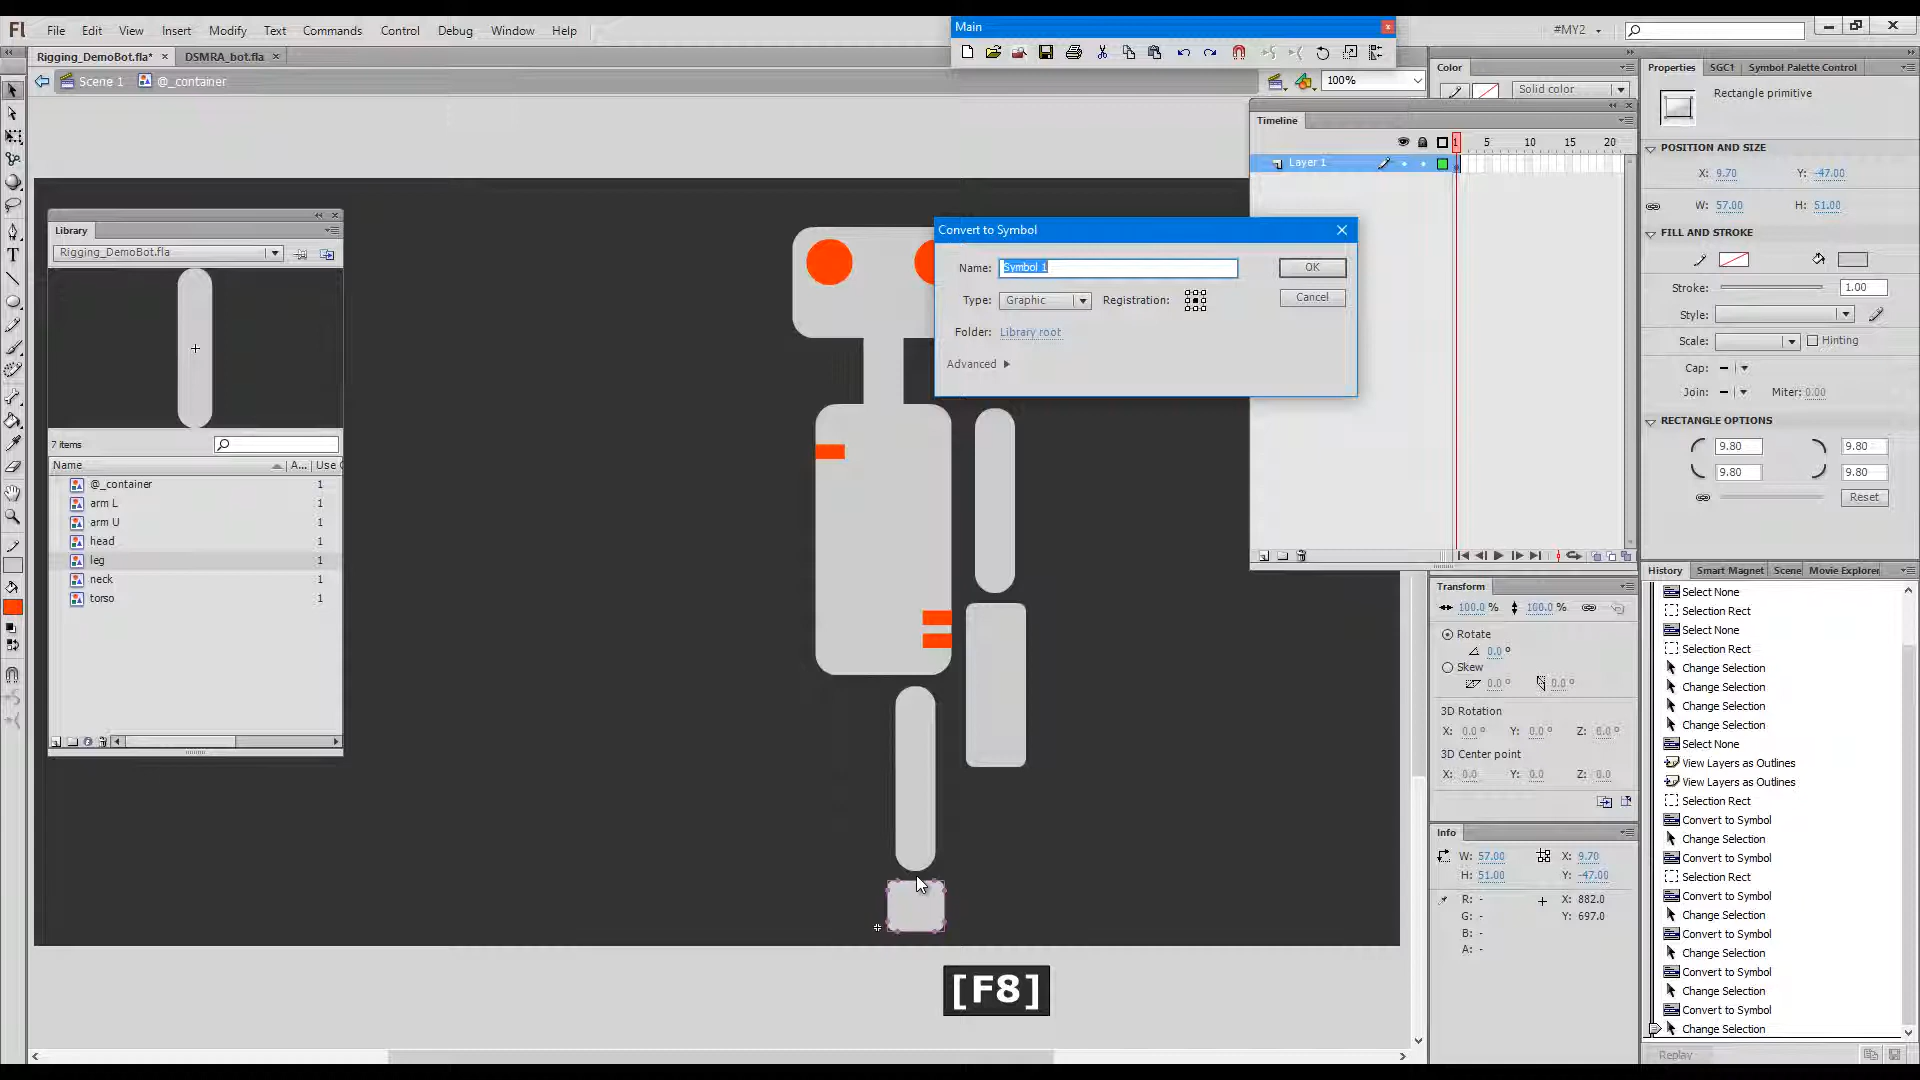 Fl File Edit View Insert Modify Text Commands Control Debug Window Help
Main
#MY2
Rigging_DemoBot.fla* × DSMRA_bot.fla ×
Scene 1 @_container
100%
Color
Solid color
Properties SGC1 Symbol Palette Control
Rectangle primitive
Timeline
1 5 10 15 20
Layer 1
POSITION AND SIZE
X: 9.70 Y: -47.00
W: 57.00 H: 51.00
FILL AND STROKE
Stroke: 1.00
Style:
Scale: Hinting
Cap:
Join: Miter: 0.00
RECTANGLE OPTIONS
9.80 9.80
9.80 9.80
Reset
Library
Rigging_DemoBot.fla
7 items
Name A... Use
@_container 1
arm L 1
arm U 1
head 1
leg 1
neck 1
torso 1
Convert to Symbol
Name: Symbol 1 OK
Type: Graphic Registration: Cancel
Folder: Library root
Advanced
[F8]
Transform
100.0 % 100.0 %
Rotate
0.0 °
Skew
0.0 ° 0.0 °
3D Rotation
X: 0.0 ° Y: 0.0 ° Z: 0.0 °
3D Center point
X: 0.0 Y: 0.0 Z: 0.0
Info
W: 57.00 X: 9.70
H: 51.00 Y: -47.00
R: - X: 882.0
G: - Y: 697.0
B: -
A: -
History Smart Magnet Scene Movie Explorer
Select None
Selection Rect
Select None
Selection Rect
Change Selection
Change Selection
Change Selection
Change Selection
Select None
View Layers as Outlines
View Layers as Outlines
Selection Rect
Convert to Symbol
Change Selection
Convert to Symbol
Selection Rect
Convert to Symbol
Change Selection
Convert to Symbol
Change Selection
Convert to Symbol
Change Selection
Convert to Symbol
Change Selection
Replay